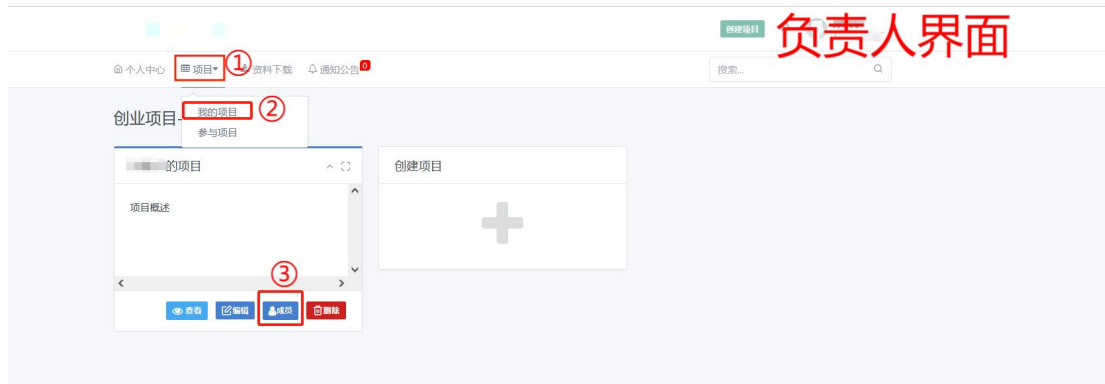 创建项目
负责人界面
个人中心 项目 ① 资料下载 通知公告 0
搜索...
创业项目-
我的项目 ②
参与项目
的项目
创建项目
项目概述
③
查看 编辑 成员 删除